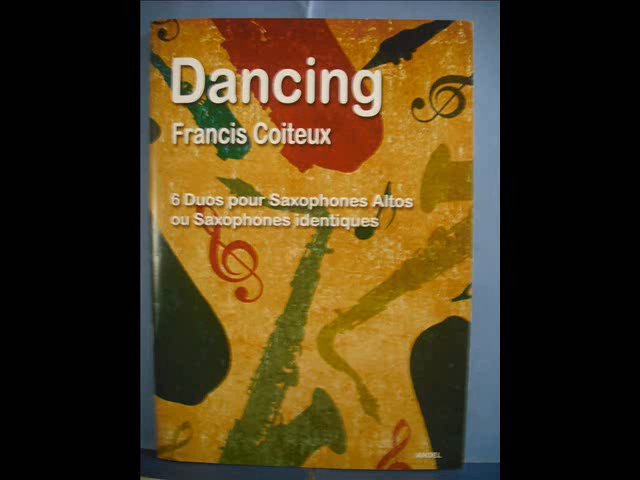 Dancing
Francis Coiteux
6 Duos pour Saxophones Altos
ou Saxophones identiques